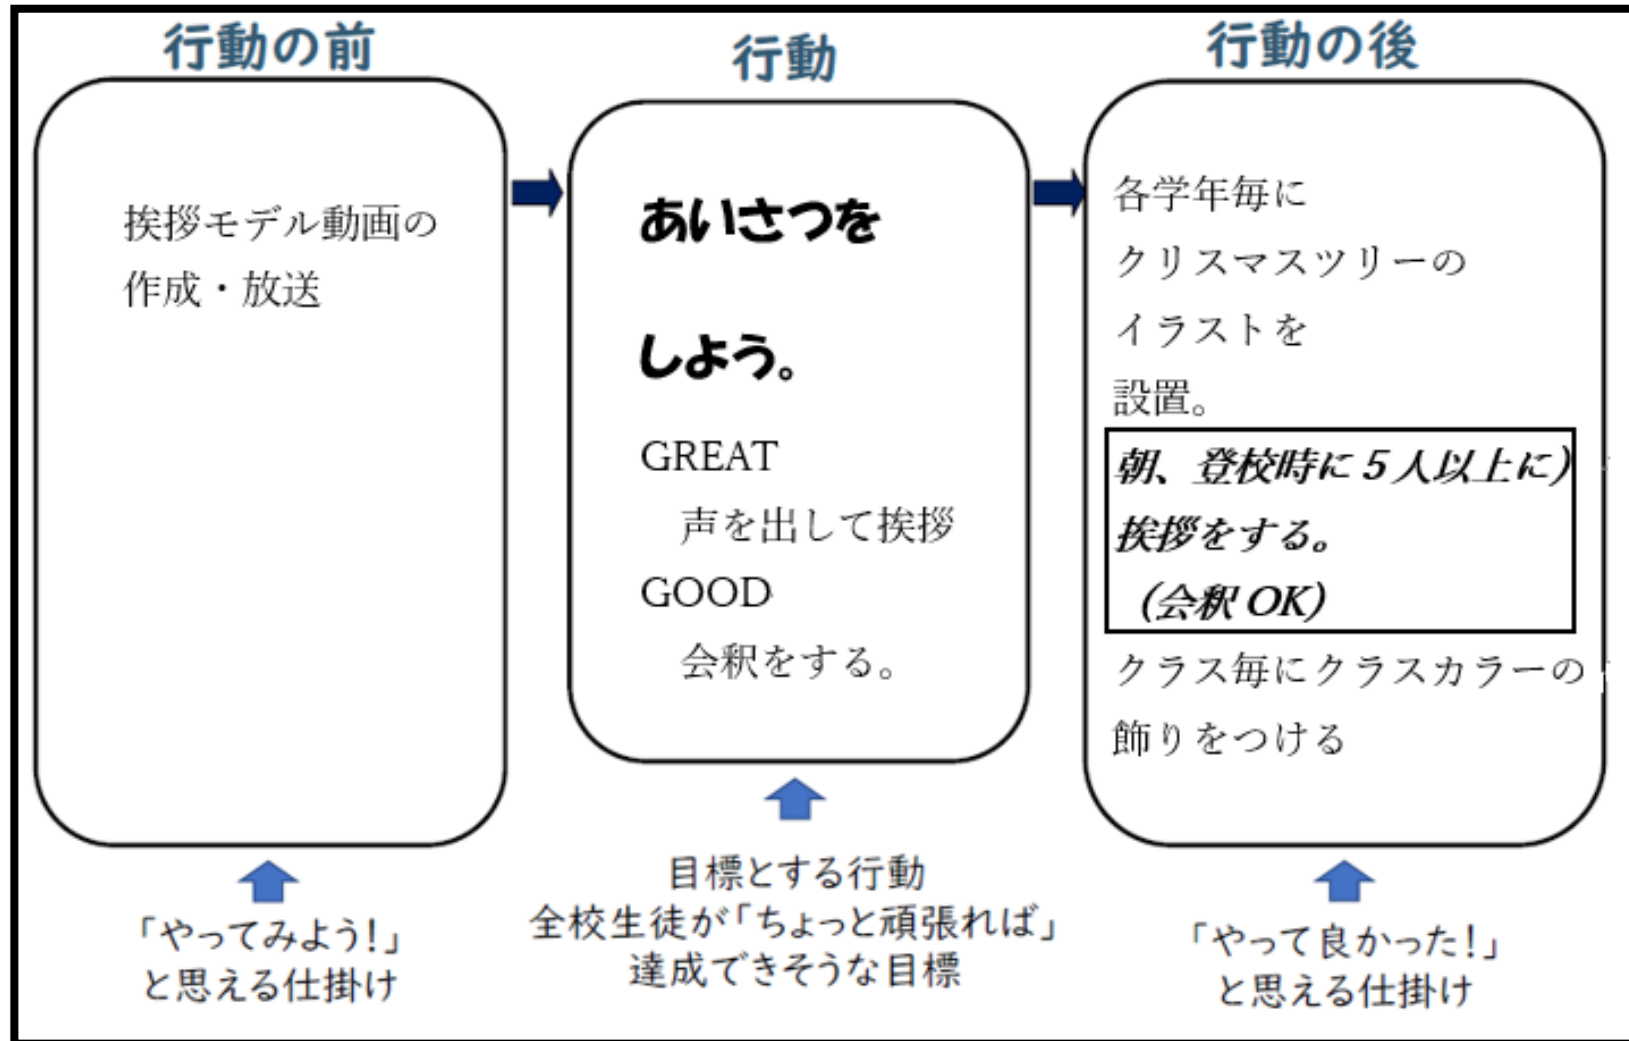 行動の前
挨拶モデル動画の
作成・放送
「やってみよう!」
と思える仕掛け
行動
あいさつを
しよう。
GREAT
声を出して挨拶
GOOD
会釈をする。
目標とする行動
全校生徒が「ちょっと頑張れば」
達成できそうな目標
行動の後
各学年毎に
クリスマスツリーの
イラストを
設置。
朝、登校時に5人以上に)
挨拶をする。
(会釈OK)
クラス毎にクラスカラーの
飾りをつける
「やって良かった!」
と思える仕掛け